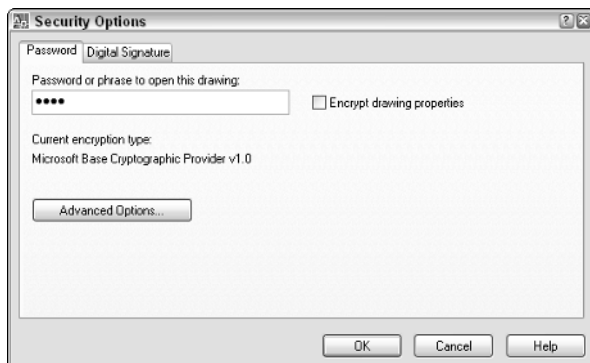 Security Options
Password Digital Signature
Password or phrase to open this drawing:
••••
Encrypt drawing properties
Current encryption type:
Microsoft Base Cryptographic Provider v1.0
Advanced Options...
OK Cancel Help